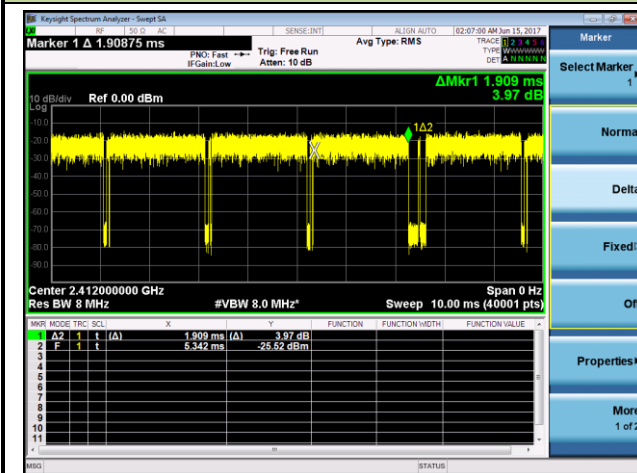 Keysight Spectrum Analyzer - Swept SA
RF 50 Ω AC SENSE:INT ALIGN AUTO 02:07:00 AM Jun 15, 2017
Marker 1 Δ 1.90875 ms
PNO: Fast Trig: Free Run Avg Type: RMS TRACE 1 2 3 4 5 6
IFGain:Low Atten: 10 dB TYPE WWWWWW
DET A N N N N N
ΔMkr1 1.909 ms
3.97 dB
10 dB/div Ref 0.00 dBm
Log
-10.0
-20.0
-30.0
-40.0
-50.0
-60.0
-70.0
-80.0
-90.0
1Δ2
X
Center 2.412000000 GHz Span 0 Hz
Res BW 8 MHz #VBW 8.0 MHz* Sweep 10.00 ms (40001 pts)
MKR MODE TRC SCL X Y FUNCTION FUNCTION WIDTH FUNCTION VALUE
1 Δ2 1 t (Δ) 1.909 ms (Δ) 3.97 dB
2 F 1 t 5.342 ms -25.52 dBm
3
4
5
6
7
8
9
10
11
MSG STATUS
Marker
Select Marker
1
Norma
Delta
Fixed
Of
Properties
More
1 of 2